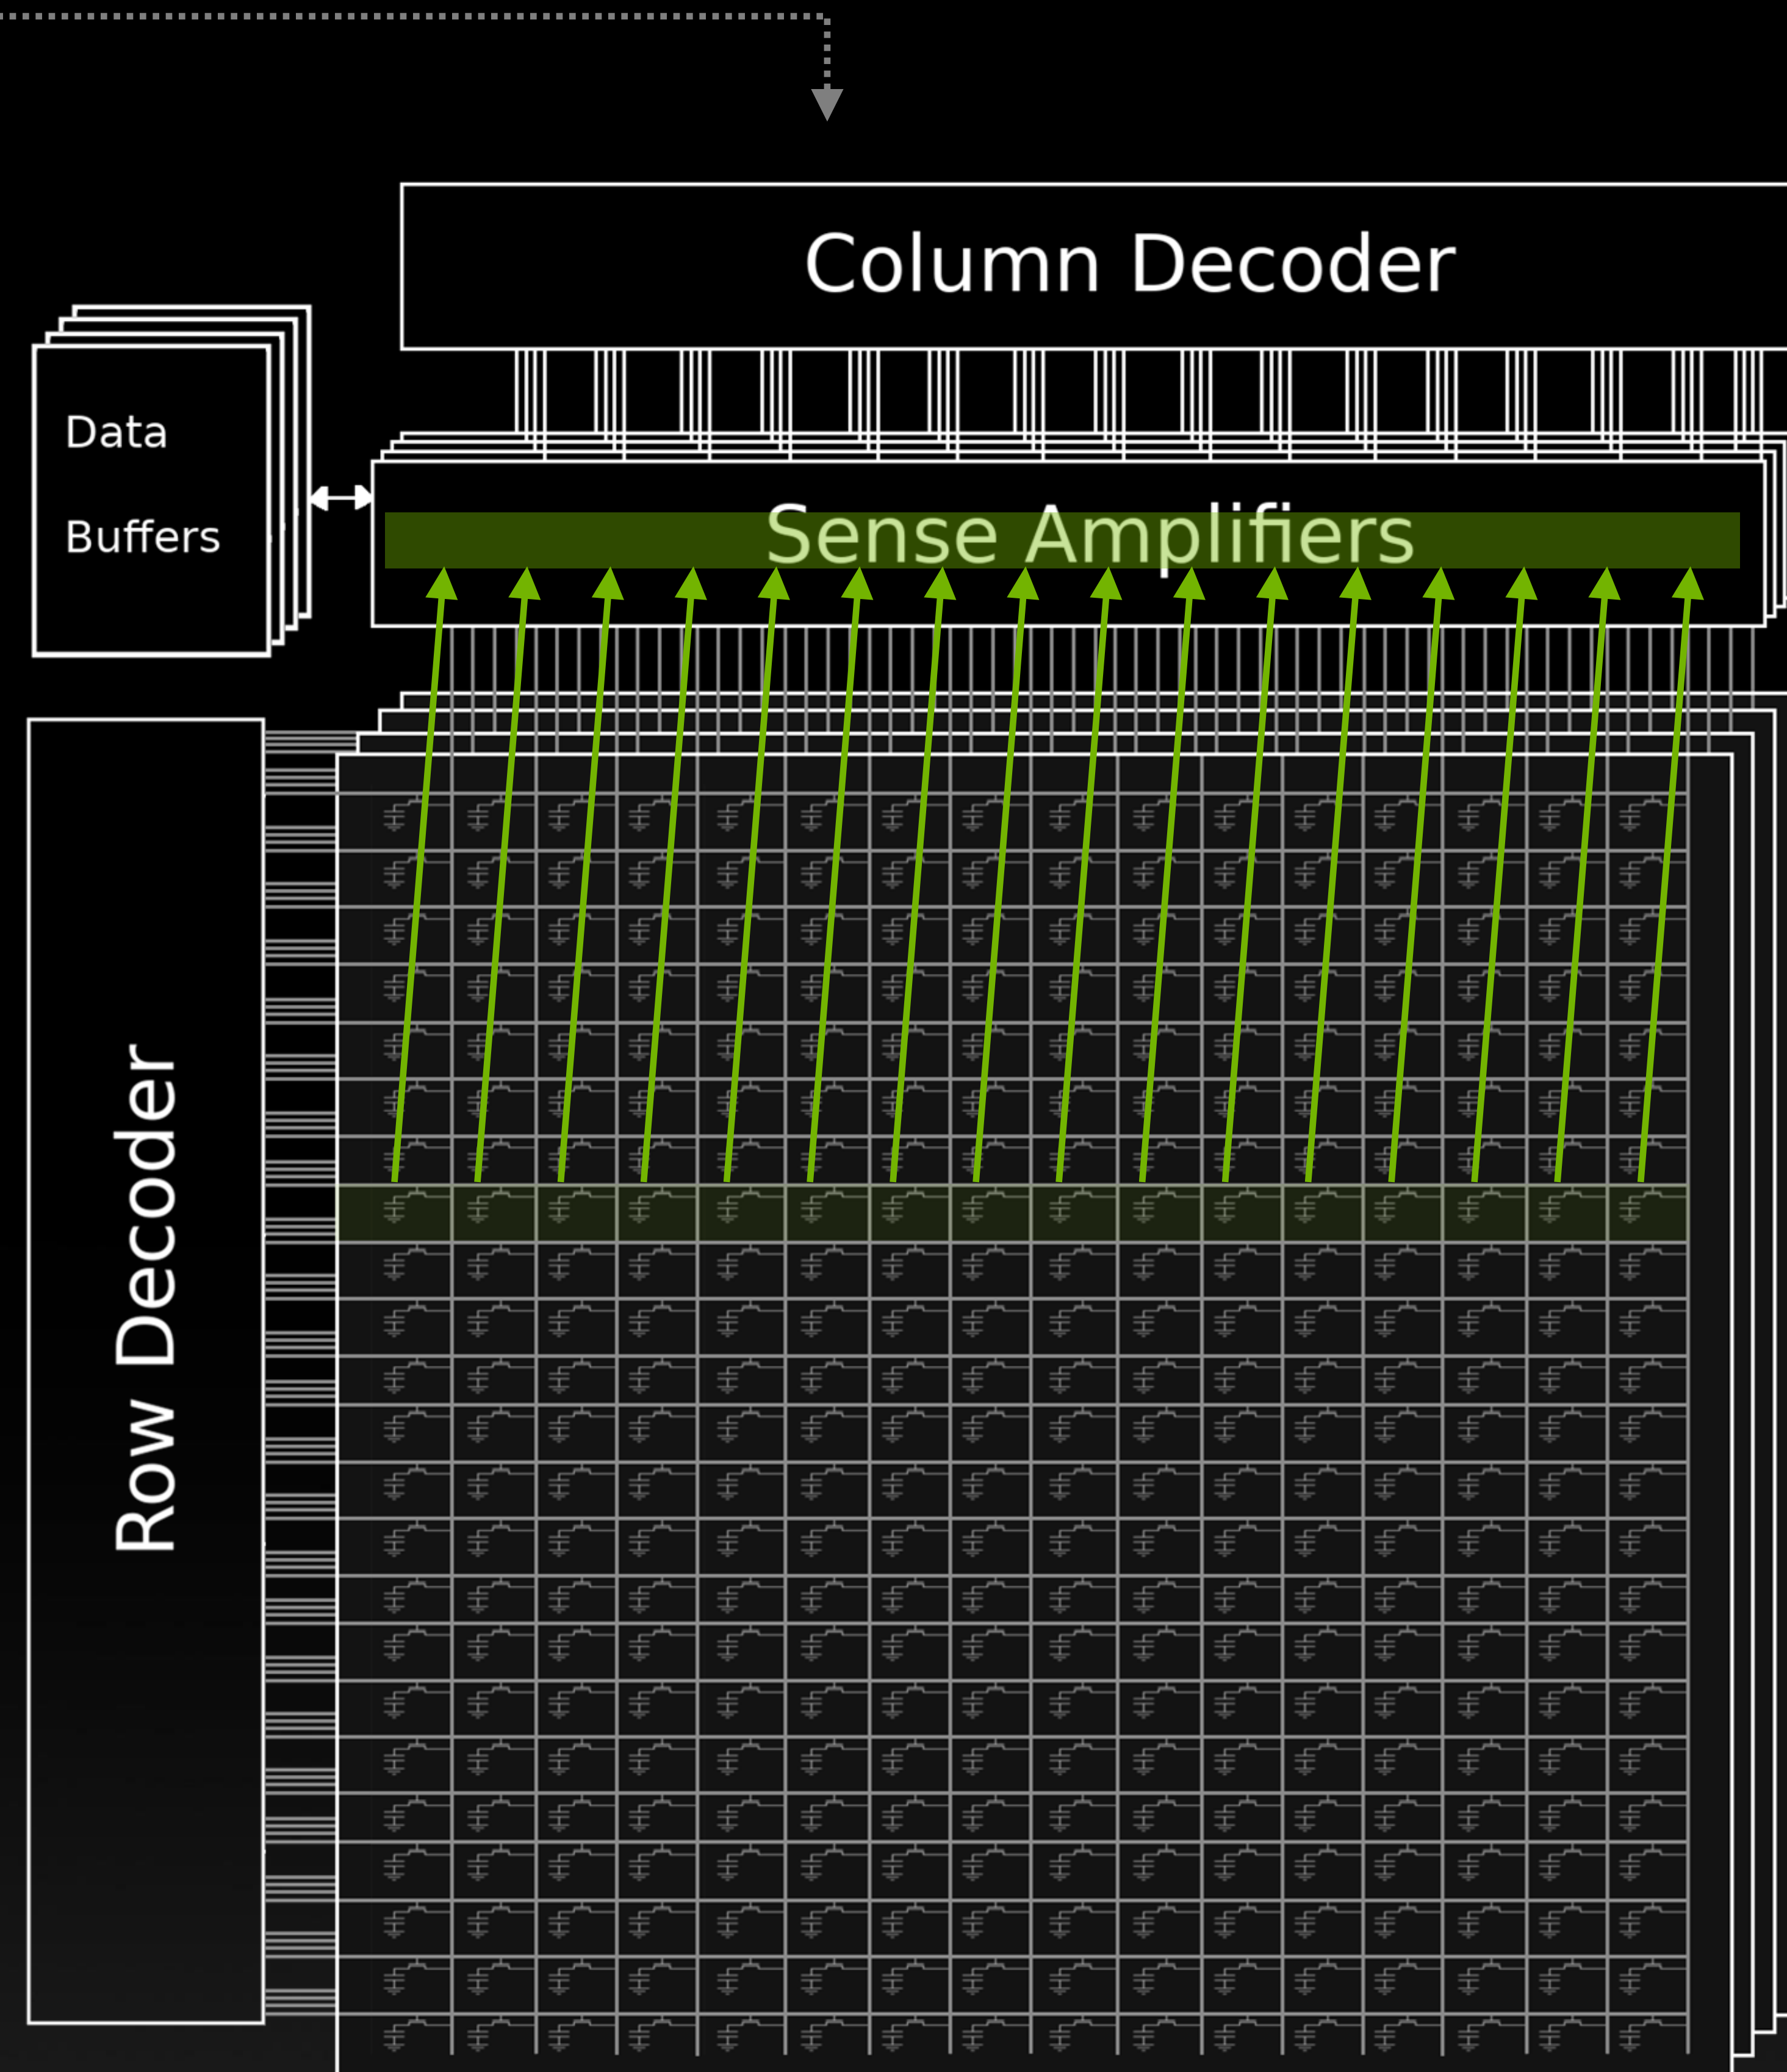 Column Decoder
Data
Buffers
Sense Amplifiers
Row Decoder